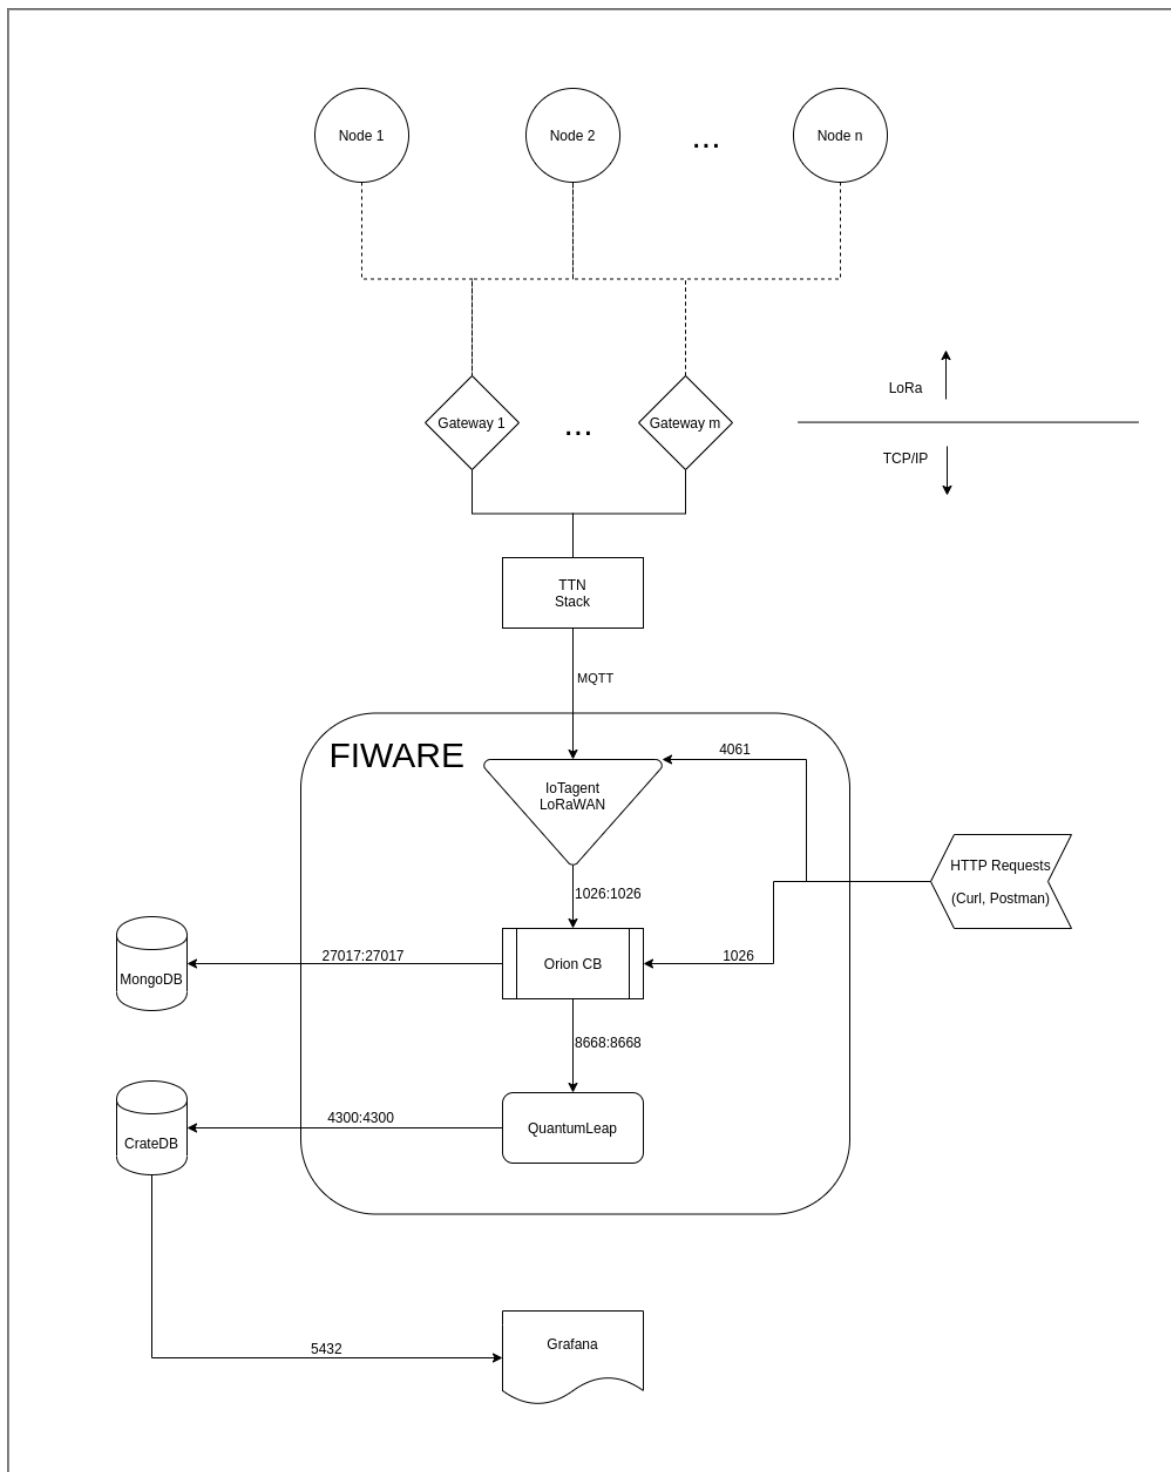 Node 1
Node 2
...
Node n
LoRa
Gateway 1
...
Gateway m
TCP/IP
TTN
Stack
MQTT
FIWARE
4061
IoTagent
LoRaWAN
HTTP Requests
(Curl, Postman)
1026:1026
27017:27017
Orion CB
1026
MongoDB
8668:8668
4300:4300
QuantumLeap
CrateDB
5432
Grafana